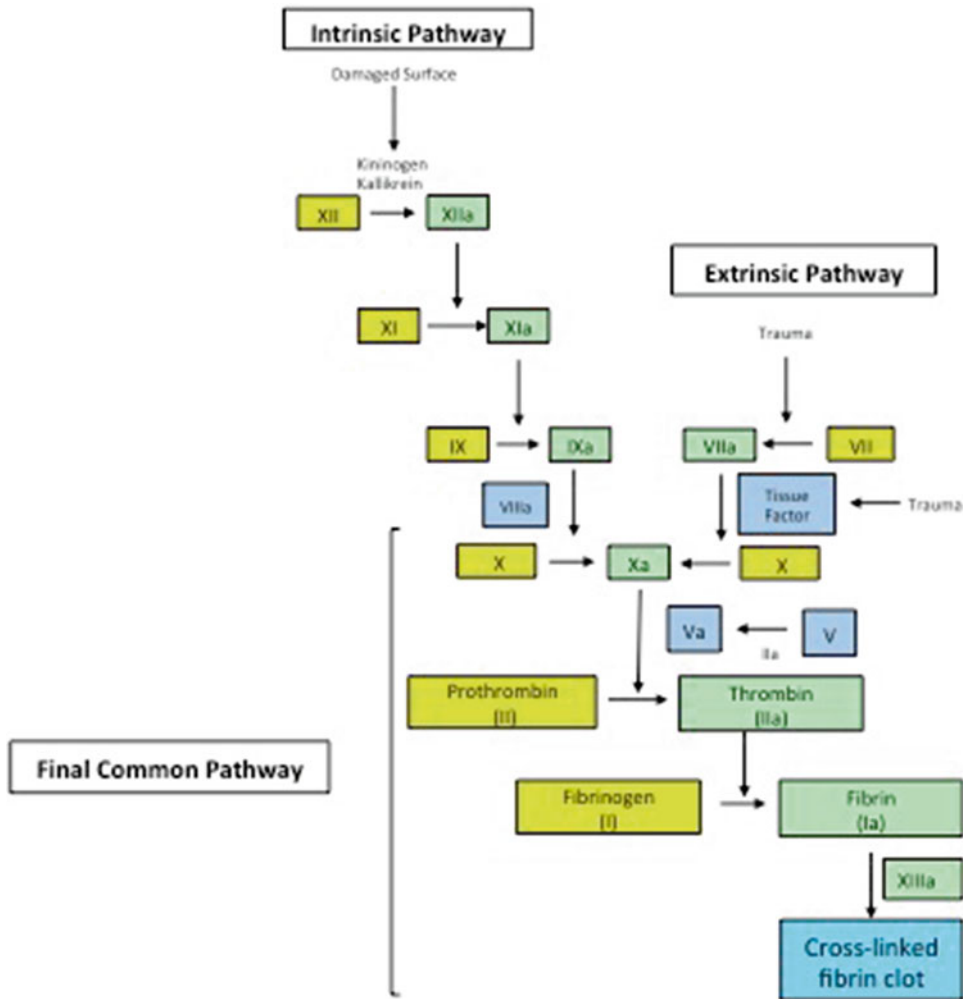 Intrinsic Pathway
Damaged Surface
Kininogen
Kallikrein
XII
XIIa
Extrinsic Pathway
XI
XIa
Trauma
IX
IXa
VIIa
VII
VIIIa
Tissue
Factor
Trauma
X
Xa
X
Va
V
IIa
Prothrombin
(II)
Thrombin
(IIa)
Final Common Pathway
Fibrinogen
(I)
Fibrin
(Ia)
XIIIa
Cross-linked
fibrin clot